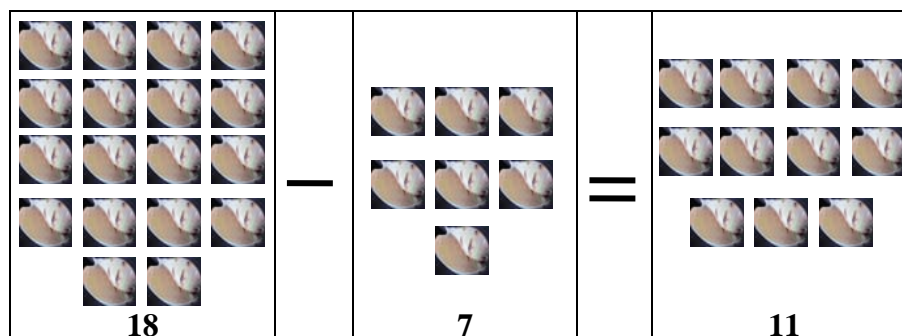 18 — 7 = 11